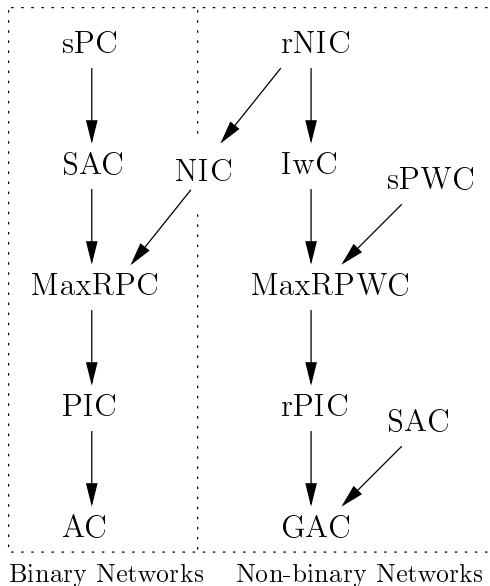 sPC
rNIC
SAC
NIC
IwC
sPWC
MaxRPC
MaxRPWC
PIC
rPIC
SAC
AC
GAC
Binary Networks
Non-binary Networks